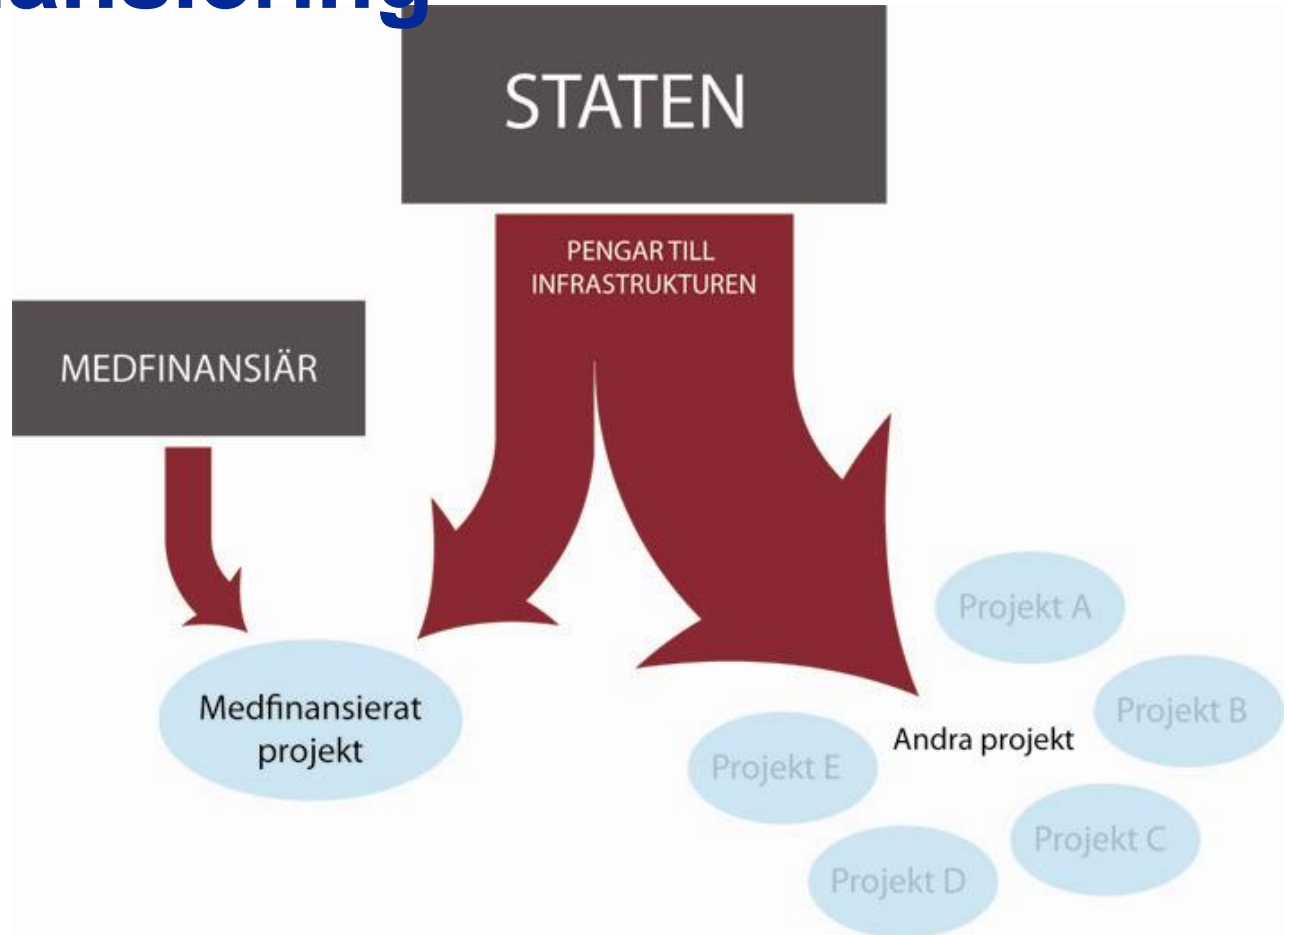 STATEN
PENGAR TILL
INFRASTRUKTUREN
MEDFINANSIÄR
Medfinansierat
projekt
Projekt A
Projekt B
Andra projekt
Projekt E
Projekt C
Projekt D